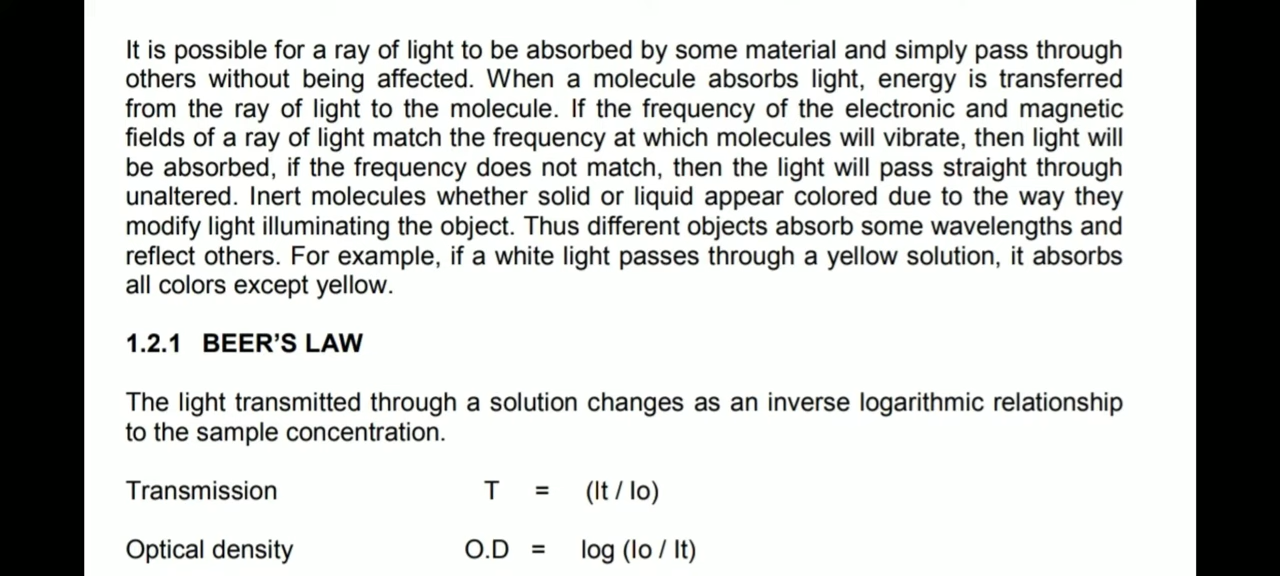 It is possible for a ray of light to be absorbed by some material and simply pass through
others without being affected. When a molecule absorbs light, energy is transferred
from the ray of light to the molecule. If the frequency of the electronic and magnetic
fields of a ray of light match the frequency at which molecules will vibrate, then light will
be absorbed, if the frequency does not match, then the light will pass straight through
unaltered. Inert molecules whether solid or liquid appear colored due to the way they
modify light illuminating the object. Thus different objects absorb some wavelengths and
reflect others. For example, if a white light passes through a yellow solution, it absorbs
all colors except yellow.
1.2.1 BEER'S LAW
The light transmitted through a solution changes as an inverse logarithmic relationship
to the sample concentration.
Transmission T = (It / Io)
Optical density O.D = log (Io / It)